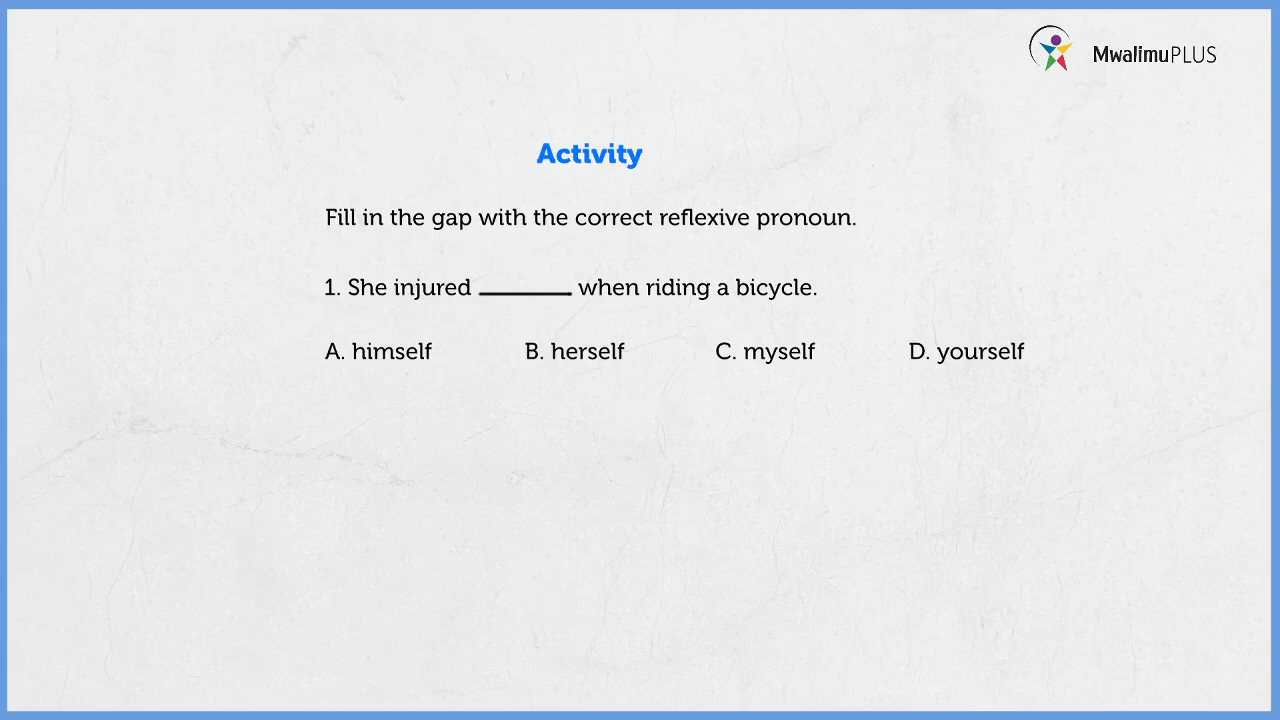 MwalimuPLUS
Activity
Fill in the gap with the correct reflexive pronoun.
1. She injured ________ when riding a bicycle.
A. himself B. herself C. myself D. yourself